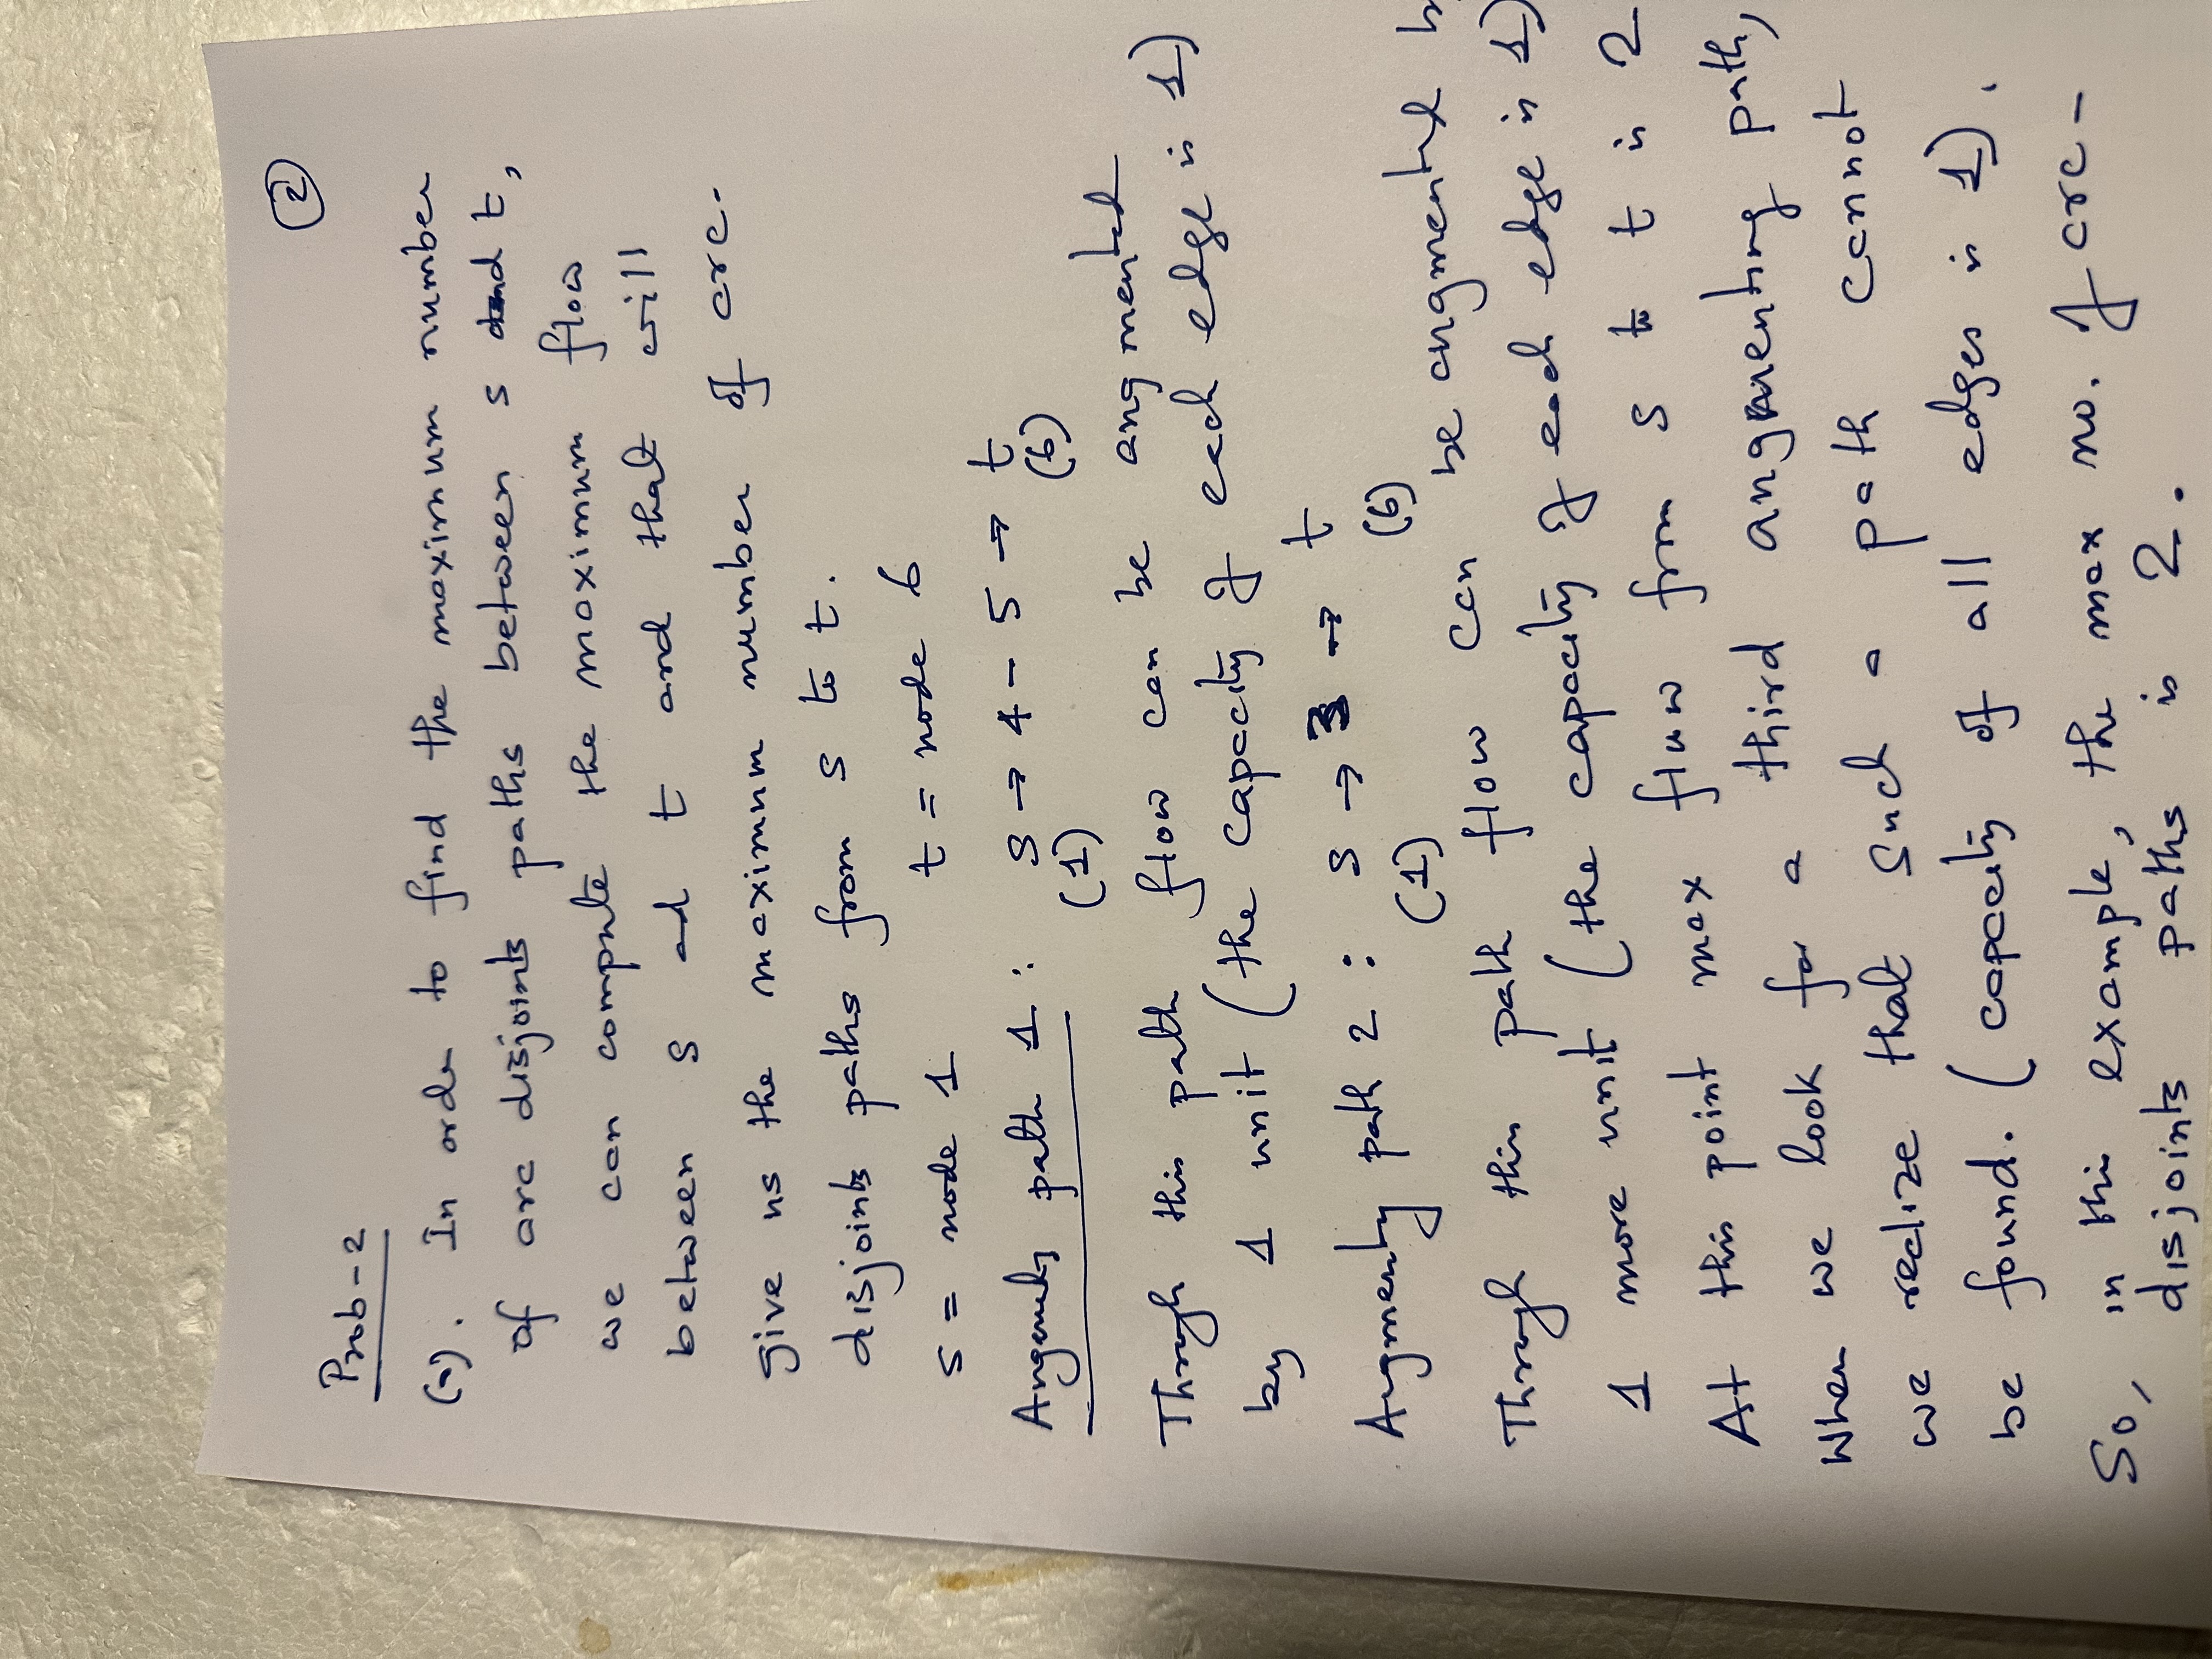 2
Prob-2
(a). In order to find the maximum number
of arc disjoints paths between s and t,
we can compute the maximum flow
between s and t and that will
give us the maximum number of arc-
disjoints paths from s to t.
s = node 1 t = node 6
path 1 : s → 4 - 5 → t
(1) (6)
Through this path flow can be augmented
by 1 unit (the capacity of each edge is 1)
Augmenty path 2 : s → 3 → t
(1) (6)
Through this path flow can be augmented
1 more unit (the capacity of each edge is 1)
At this point max flow from s to t is 2
When we look for a third augmenting path,
we realize that such a path cannot
be found. (capacity of all edges is 1).
So, in this example, the max no. of arc-
disjoints paths is 2.